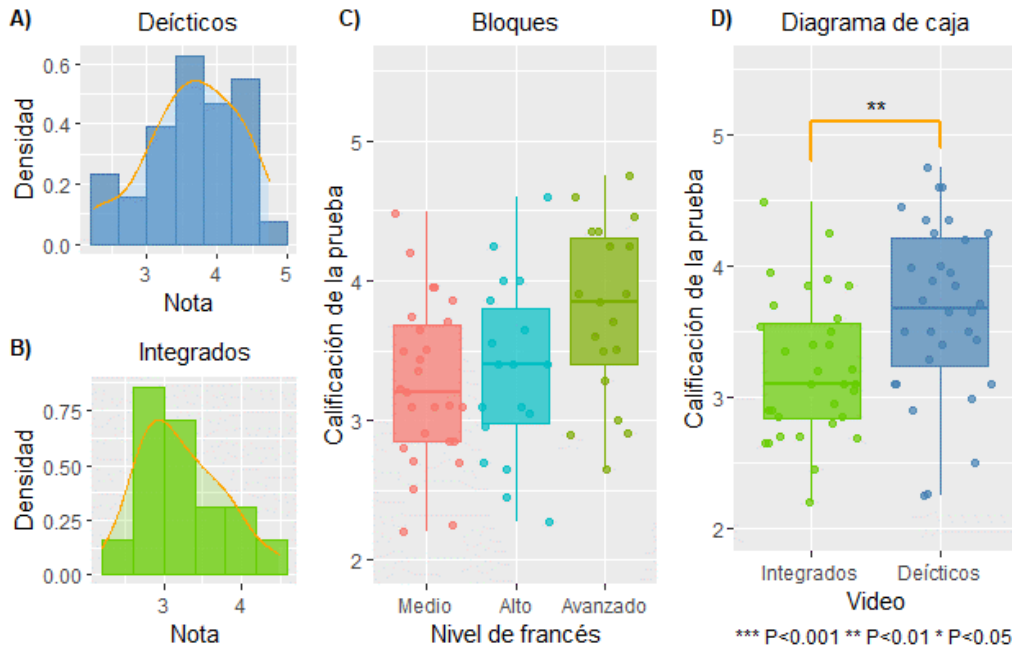 A)
Deícticos
Densidad
0.6
0.4
0.2
0.0
3
4
5
Nota
B)
Integrados
Densidad
0.75
0.50
0.25
0.00
3
4
Nota
C)
Bloques
Calificación de la prueba
5
4
3
2
Medio
Alto
Avanzado
Nivel de francés
D)
Diagrama de caja
**
Calificación de la prueba
5
4
3
2
Integrados
Deícticos
Video
*** P<0.001 ** P<0.01 * P<0.05